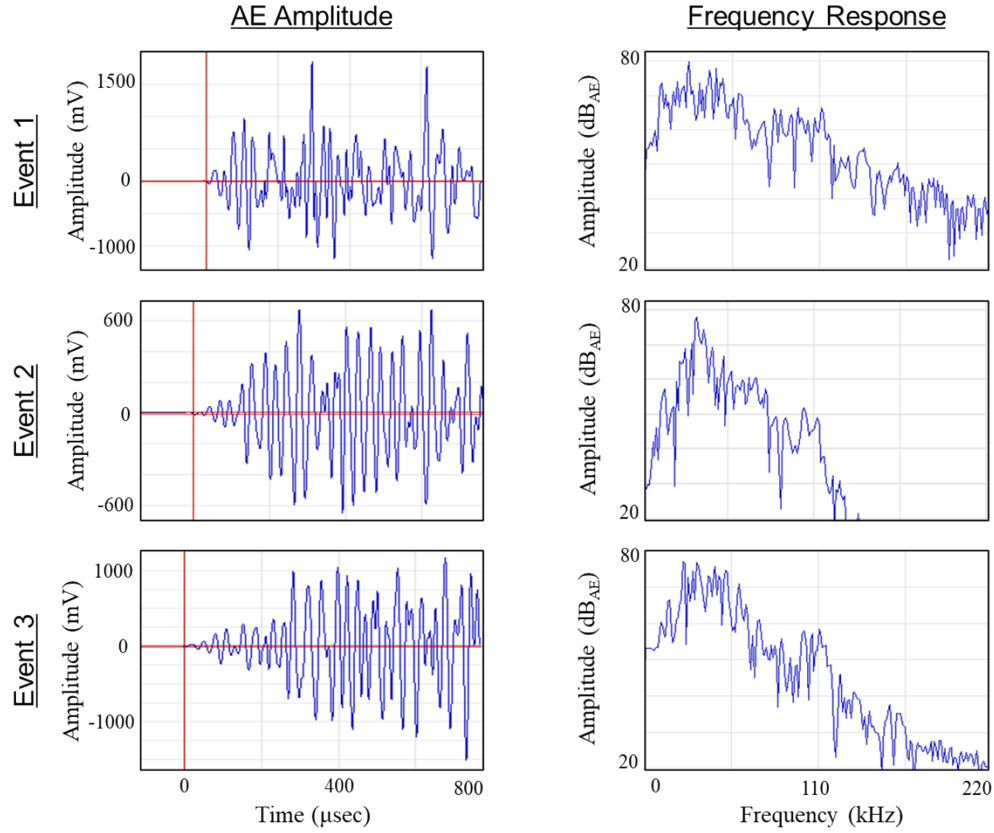 AE Amplitude
Frequency Response
Event 1
Amplitude (mV)
1500
0
-1000
Amplitude (dBAE)
80
20
Event 2
Amplitude (mV)
600
0
-600
Amplitude (dBAE)
80
20
Event 3
Amplitude (mV)
1000
0
-1000
0
400
800
Time (μsec)
Amplitude (dBAE)
80
20
0
110
220
Frequency (kHz)